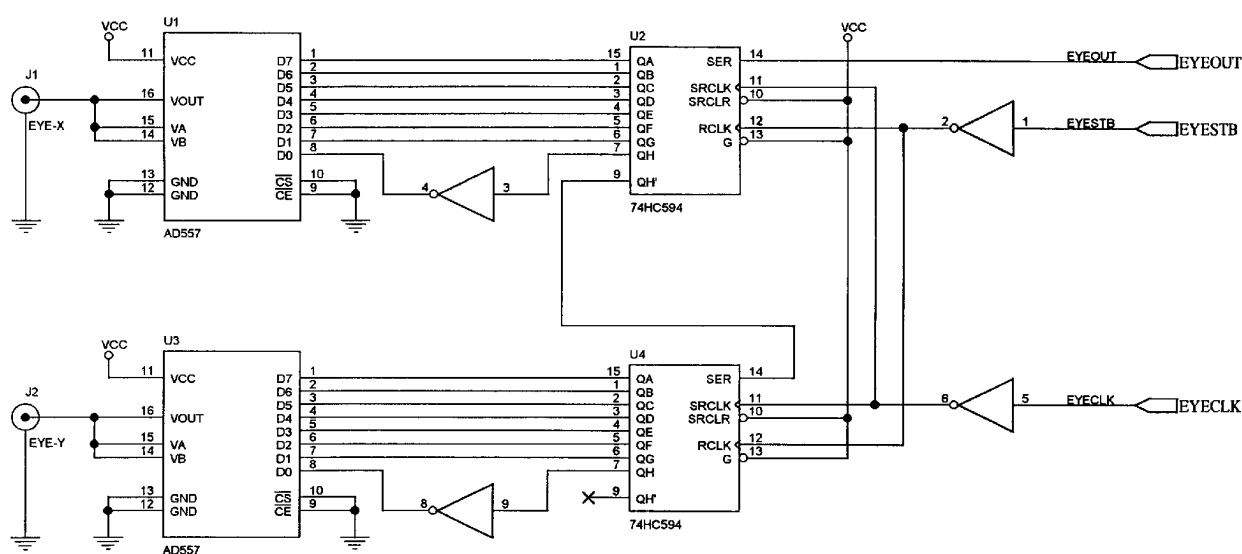 VCC
U1
J1
EYE-X
11 VCC
16 VOUT
15 VA
14 VB
13 GND
12 GND
D7 1
D6 2
D5 3
D4 4
D3 5
D2 6
D1 7
D0 8
CS 10
CE 9
AD557
4 3
U2
15 QA
1 QB
2 QC
3 QD
4 QE
5 QF
6 QG
7 QH
9 QH'
SER 14
SRCLK 11
SRCLR 10
RCLK 12
G 13
74HC594
VCC
EYEOUT EYEOUT
2 1 EYESTB EYESTB
VCC
U3
J2
EYE-Y
11 VCC
16 VOUT
15 VA
14 VB
13 GND
12 GND
D7 1
D6 2
D5 3
D4 4
D3 5
D2 6
D1 7
D0 8
CS 10
CE 9
AD557
8 9
U4
15 QA
1 QB
2 QC
3 QD
4 QE
5 QF
6 QG
7 QH
9 QH'
SER 14
SRCLK 11
SRCLR 10
RCLK 12
G 13
74HC594
6 5 EYECLK EYECLK